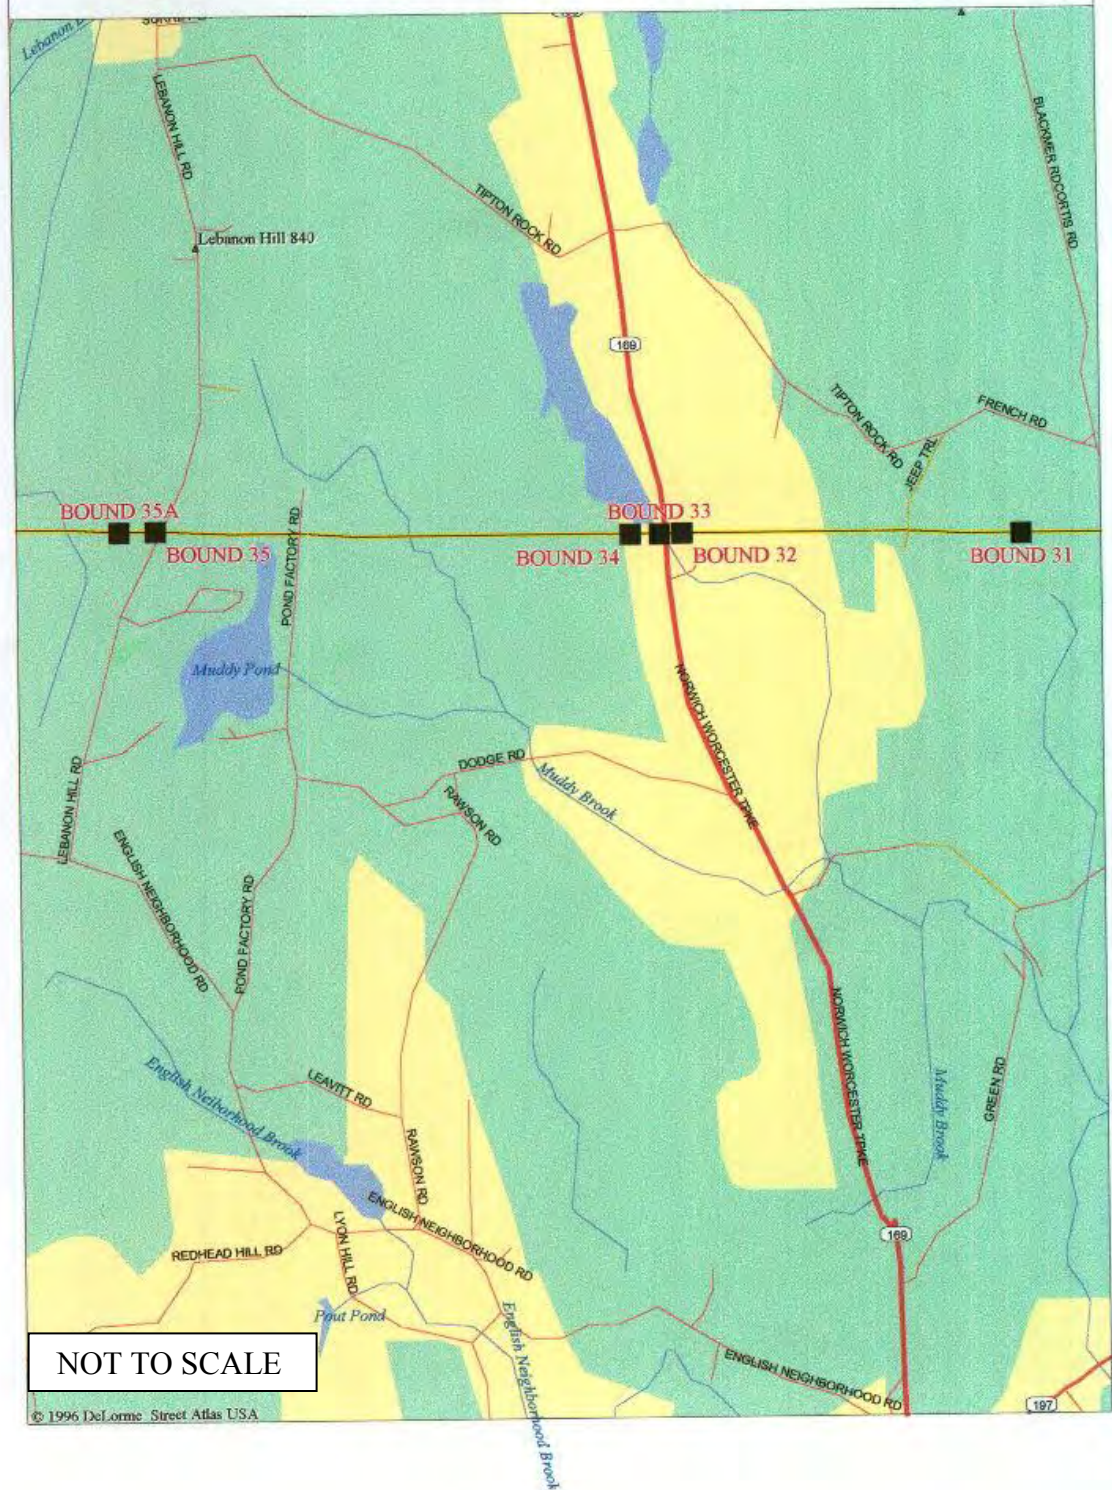 LEBANON HILL RD
TIPTON ROCK RD
BLACKMER RDCORTIS RD
Lebanon Hill 840
169
TIPTON ROCK RD
FRENCH RD
JEEP TRL
BOUND 35A
POND FACTORY RD
BOUND 33
BOUND 35
BOUND 34
BOUND 32
BOUND 31
Muddy Pond
NORWICH WORCESTER TPKE
DODGE RD
Muddy Brook
LEBANON HILL RD
RAWSON RD
ENGLISH NEIGHBORHOOD RD
POND FACTORY RD
NORWICH WORCESTER TPKE
English Neiborhood Brook
LEAVITT RD
Muddy Brook
GREEN RD
RAWSON RD
ENGLISH NEIGHBORHOOD RD
LYON HILL RD
REDHEAD HILL RD
169
Pout Pond
English Neighborhood Brook
NOT TO SCALE
ENGLISH NEIGHBORHOOD RD
197
© 1996 DeLorme Street Atlas USA